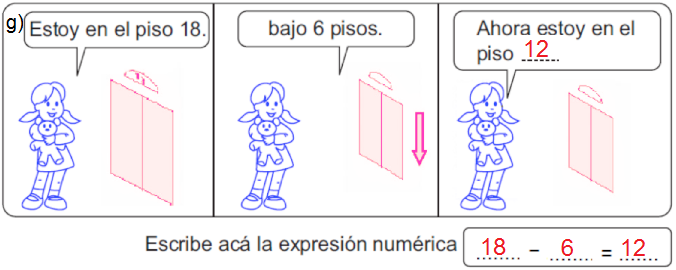 g)
Estoy en el piso 18.
bajo 6 pisos.
Ahora estoy en el
piso 12
Escribe acá la expresión numérica 18 - 6 = 12